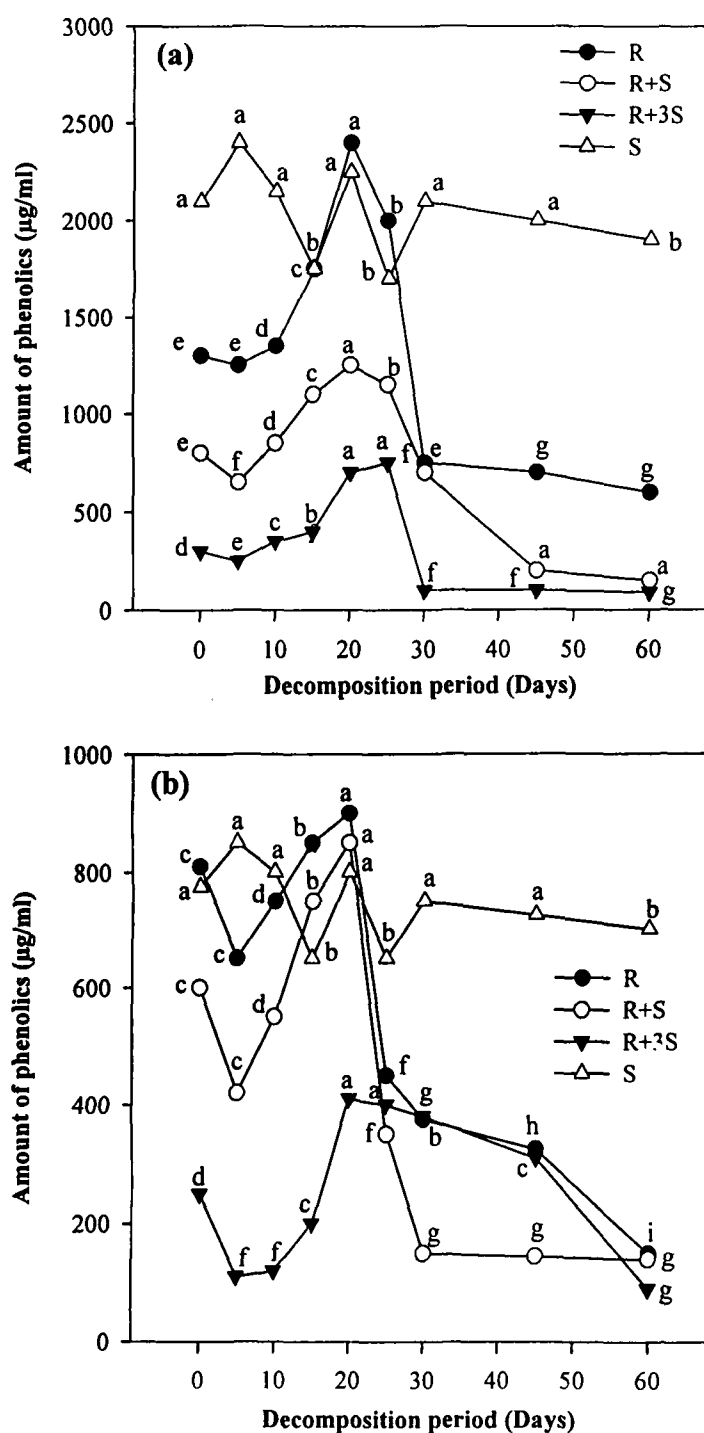 (a)
R
R+S
R+3S
S
3000
2500
2000
1500
1000
500
0
Amount of phenolics (µg/ml)
a a a b a b a a b
e e d c a b e g g
e f d c a b f a a
d e c b a a f f g
0 10 20 30 40 50 60
Decomposition period (Days)
(b)
R
R+S
R+3S
S
1000
800
600
400
200
0
Amount of phenolics (µg/ml)
a a a b a b a a b
c c d b a f g h i
c c d b a f g g g
d f f c a a b c g
0 10 20 30 40 50 60
Decomposition period (Days)